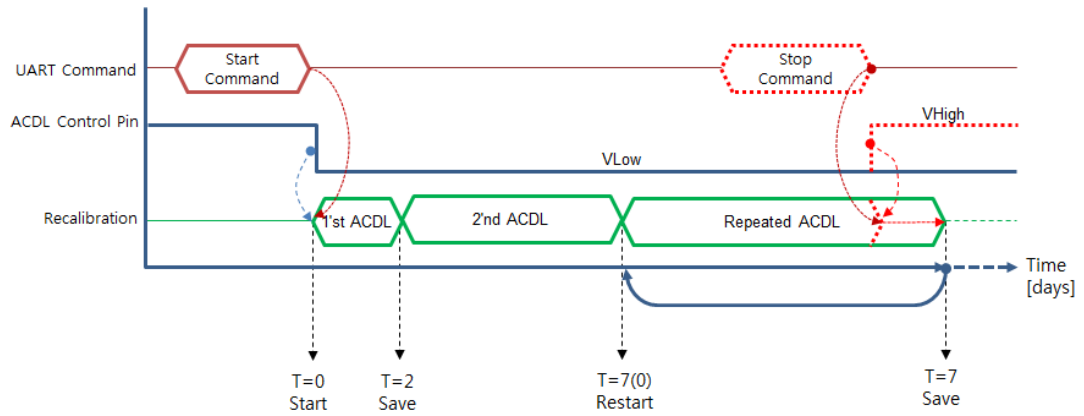 Start
Command
Stop
Command
UART Command
ACDL Control Pin
VHigh
VLow
Recalibration
1'st ACDL
2'nd ACDL
Repeated ACDL
Time
[days]
T=0
Start
T=2
Save
T=7(0)
Restart
T=7
Save